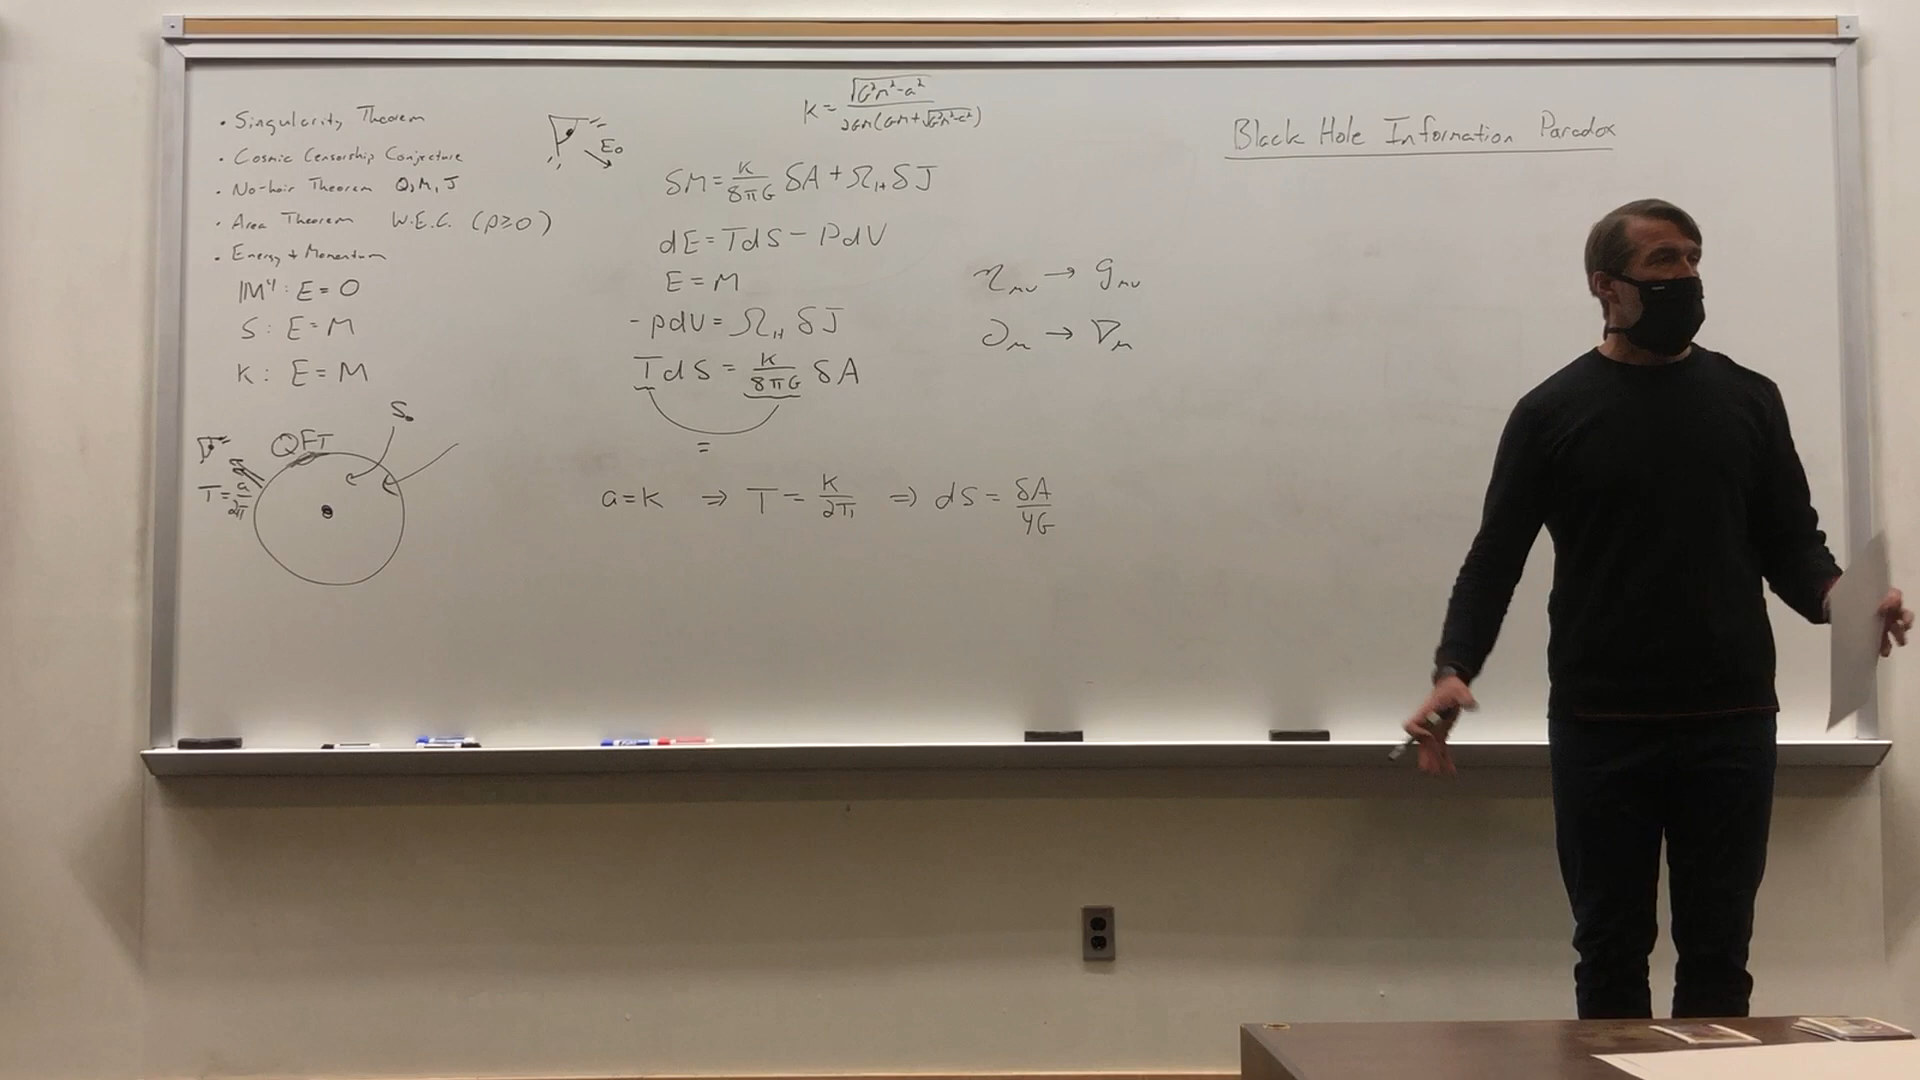 • Singularity Theorem
• Cosmic Censorship Conjecture
• No-hair Theorem Q, M, J
• Area Theorem W.E.C. (ρ≥0)
• Energy + Momentum
IM⁴: E = 0
S: E = M
K: E = M
S.
QFT
T = a/2π
E₀
K = √(G²M²-a²) / 2GM(GM+√(G²M²-a²))
δM = K/8πG δA + Ω_H δJ
dE = TdS - PdV
E = M
-pdV = Ω_H δJ
TdS = K/8πG δA
=
a = K ⇒ T = K/2π ⇒ dS = δA/4G
η_μν → g_μν
∂_μ → ∇_μ
Black Hole Information Paradox